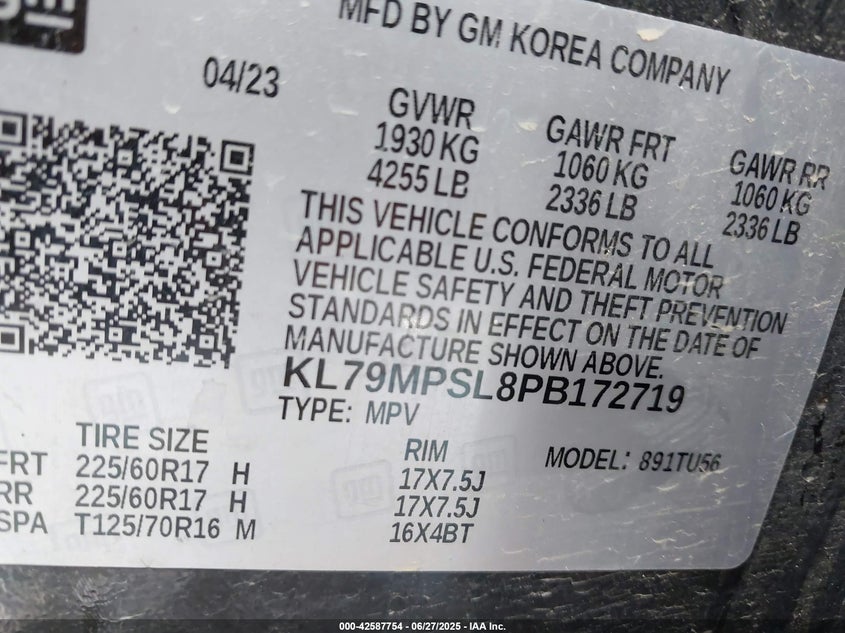 gm
MFD BY GM KOREA COMPANY
04/23
GVWR GAWR FRT GAWR RR
1930 KG 1060 KG 1060 KG
4255 LB 2336 LB 2336 LB
THIS VEHICLE CONFORMS TO ALL
APPLICABLE U.S. FEDERAL MOTOR
VEHICLE SAFETY AND THEFT PREVENTION
STANDARDS IN EFFECT ON THE DATE OF
MANUFACTURE SHOWN ABOVE.
KL79MPSL8PB172719
TYPE: MPV
TIRE SIZE RIM MODEL: 891TU56
FRT 225/60R17 H 17X7.5J
RR 225/60R17 H 17X7.5J
SPA T125/70R16 M 16X4BT
000-42587754 - 06/27/2025 - IAA Inc.